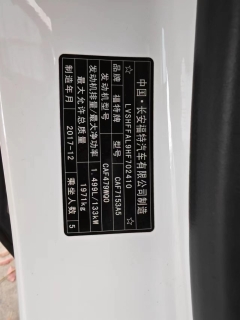 中国·长安福特汽车有限公司制造
☆LVSHFFAL9HF702410☆
品牌 福特牌 型号 CAF7153A5
发动机型号 CAF479WQ0
发动机排量/最大净功率 1.499L/133kW
最大允许总质量 1971kg
制造年月 2017-12 乘坐人数 5